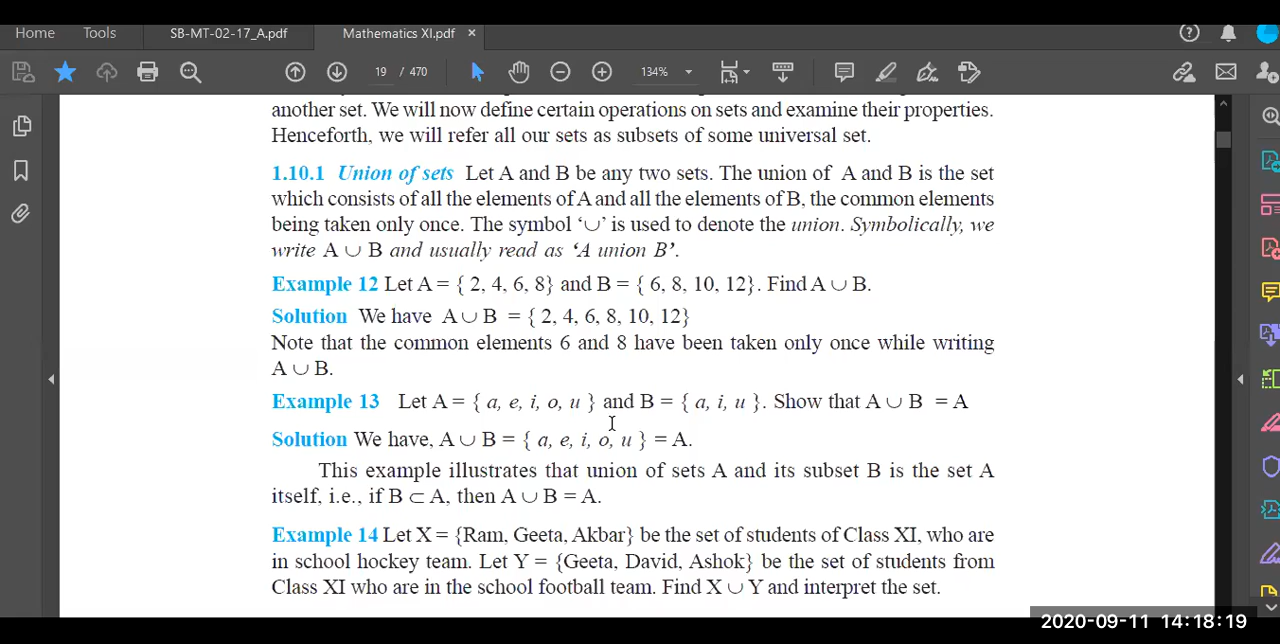 Home Tools SB-MT-02-17_A.pdf Mathematics XI.pdf ×
19 / 470 134%
another set. We will now define certain operations on sets and examine their properties.
Henceforth, we will refer all our sets as subsets of some universal set.
1.10.1 Union of sets Let A and B be any two sets. The union of A and B is the set
which consists of all the elements of A and all the elements of B, the common elements
being taken only once. The symbol ‘∪’ is used to denote the union. Symbolically, we
write A ∪ B and usually read as ‘A union B’.
Example 12 Let A = { 2, 4, 6, 8} and B = { 6, 8, 10, 12}. Find A ∪ B.
Solution We have A ∪ B = { 2, 4, 6, 8, 10, 12}
Note that the common elements 6 and 8 have been taken only once while writing
A ∪ B.
Example 13 Let A = { a, e, i, o, u } and B = { a, i, u }. Show that A ∪ B = A
Solution We have, A ∪ B = { a, e, i, o, u } = A.
This example illustrates that union of sets A and its subset B is the set A
itself, i.e., if B ⊂ A, then A ∪ B = A.
Example 14 Let X = {Ram, Geeta, Akbar} be the set of students of Class XI, who are
in school hockey team. Let Y = {Geeta, David, Ashok} be the set of students from
Class XI who are in the school football team. Find X ∪ Y and interpret the set.
2020-09-11 14:18:19